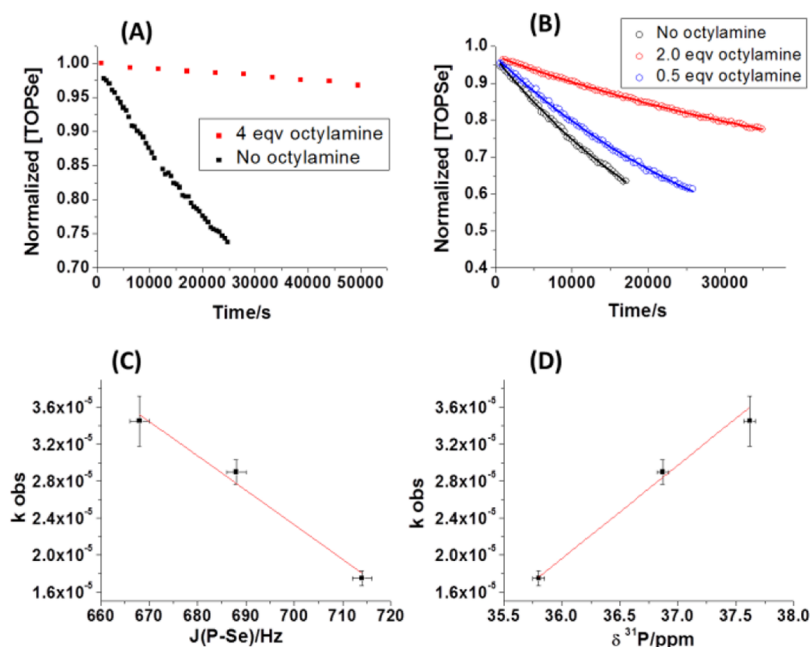 (A)
Normalized [TOPSe]
1.00
0.95
0.90
0.85
0.80
0.75
0.70
4 eqv octylamine
No octylamine
0 10000 20000 30000 40000 50000
Time/s
(B)
Normalized [TOPSe]
1.0
0.9
0.8
0.7
0.6
0.5
0.4
No octylamine
2.0 eqv octylamine
0.5 eqv octylamine
0 10000 20000 30000
Time/s
(C)
k obs
3.6x10⁻⁵
3.2x10⁻⁵
2.8x10⁻⁵
2.4x10⁻⁵
2.0x10⁻⁵
1.6x10⁻⁵
660 670 680 690 700 710 720
J(P-Se)/Hz
(D)
k obs
3.6x10⁻⁵
3.2x10⁻⁵
2.8x10⁻⁵
2.4x10⁻⁵
2.0x10⁻⁵
1.6x10⁻⁵
35.5 36.0 36.5 37.0 37.5 38.0
δ ³¹P/ppm